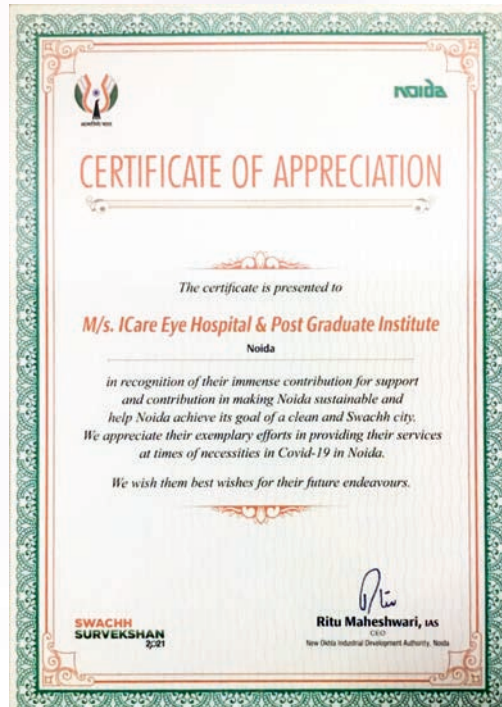 noida
CERTIFICATE OF APPRECIATION
The certificate is presented to
M/s. ICare Eye Hospital & Post Graduate Institute
Noida
in recognition of their immense contribution for support
and contribution in making Noida sustainable and
help Noida achieve its goal of a clean and Swachh city.
We appreciate their exemplary efforts in providing their services
at times of necessities in Covid-19 in Noida.
We wish them best wishes for their future endeavours.
SWACHH
SURVEKSHAN
2021
Ritu Maheshwari, IAS
CEO
New Okhla Industrial Development Authority, Noida